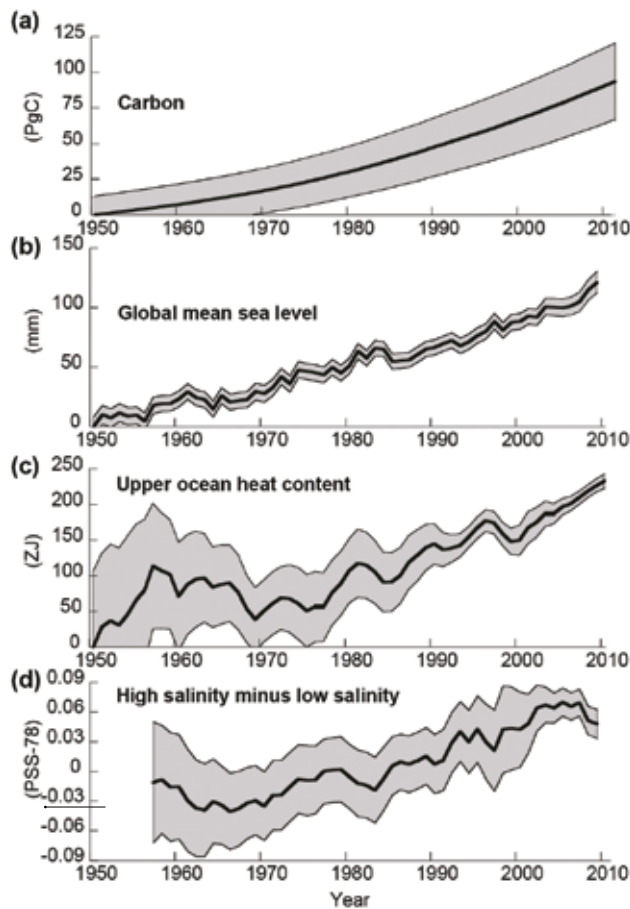 (a)
125
100
75
50
25
0
(PgC)
Carbon
1950 1960 1970 1980 1990 2000 2010
(b)
150
100
50
0
(mm)
Global mean sea level
1950 1960 1970 1980 1990 2000 2010
(c)
250
200
150
100
50
0
(ZJ)
Upper ocean heat content
1950 1960 1970 1980 1990 2000 2010
(d)
0.09
0.06
0.03
0
-0.03
-0.06
-0.09
(PSS-78)
High salinity minus low salinity
1950 1960 1970 1980 1990 2000 2010
Year